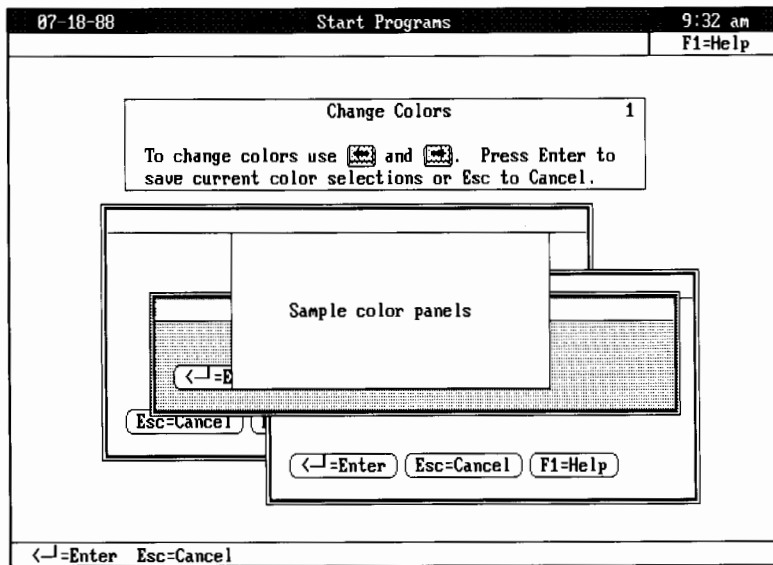 07-18-88 Start Programs 9:32 am
F1=Help
Change Colors 1
To change colors use ← and →. Press Enter to
save current color selections or Esc to Cancel.
Sample color panels
<─┘=E
Esc=Cancel
<─┘=Enter Esc=Cancel F1=Help
<─┘=Enter Esc=Cancel